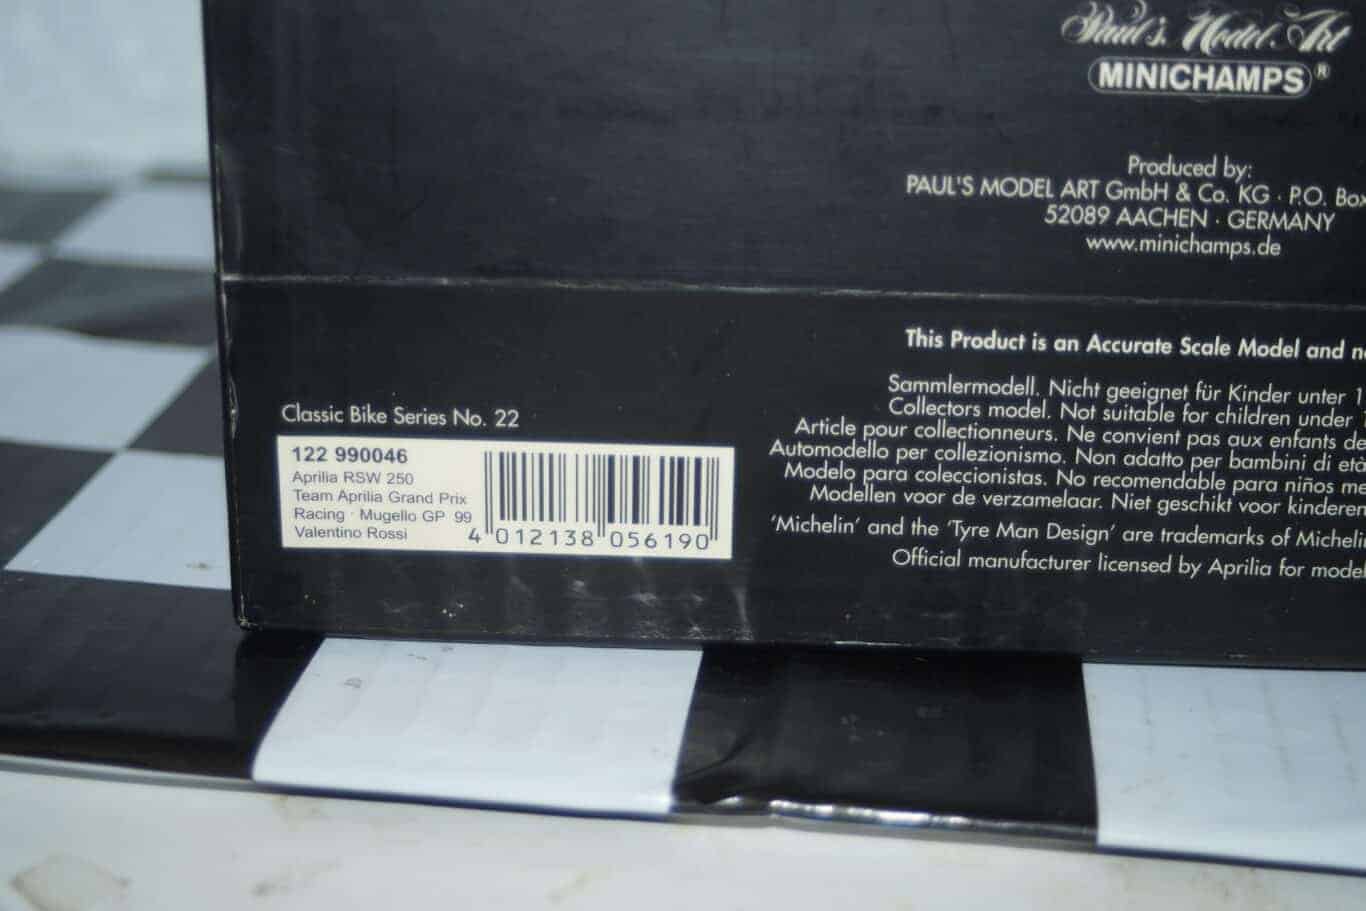 Paul's Model Art
MINICHAMPS®
Produced by:
PAUL'S MODEL ART GmbH & Co. KG · P.O. Box
52089 AACHEN · GERMANY
www.minichamps.de
This Product is an Accurate Scale Model and
Sammlermodell. Nicht geeignet für Kinder unter 1
Collectors model. Not suitable for children under
Article pour collectionneurs. Ne convient pas aux enfants de
Automodello per collezionismo. Non adatto per bambini di età
Modelo para coleccionistas. No recomendable para niños me
Modellen voor de verzamelaar. Niet geschikt voor kinderen
'Michelin' and the 'Tyre Man Design' are trademarks of Michelin
Official manufacturer licensed by Aprilia for model
Classic Bike Series No. 22
122 990046
Aprilia RSW 250
Team Aprilia Grand Prix
Racing · Mugello GP 99
Valentino Rossi
4 012138 056190